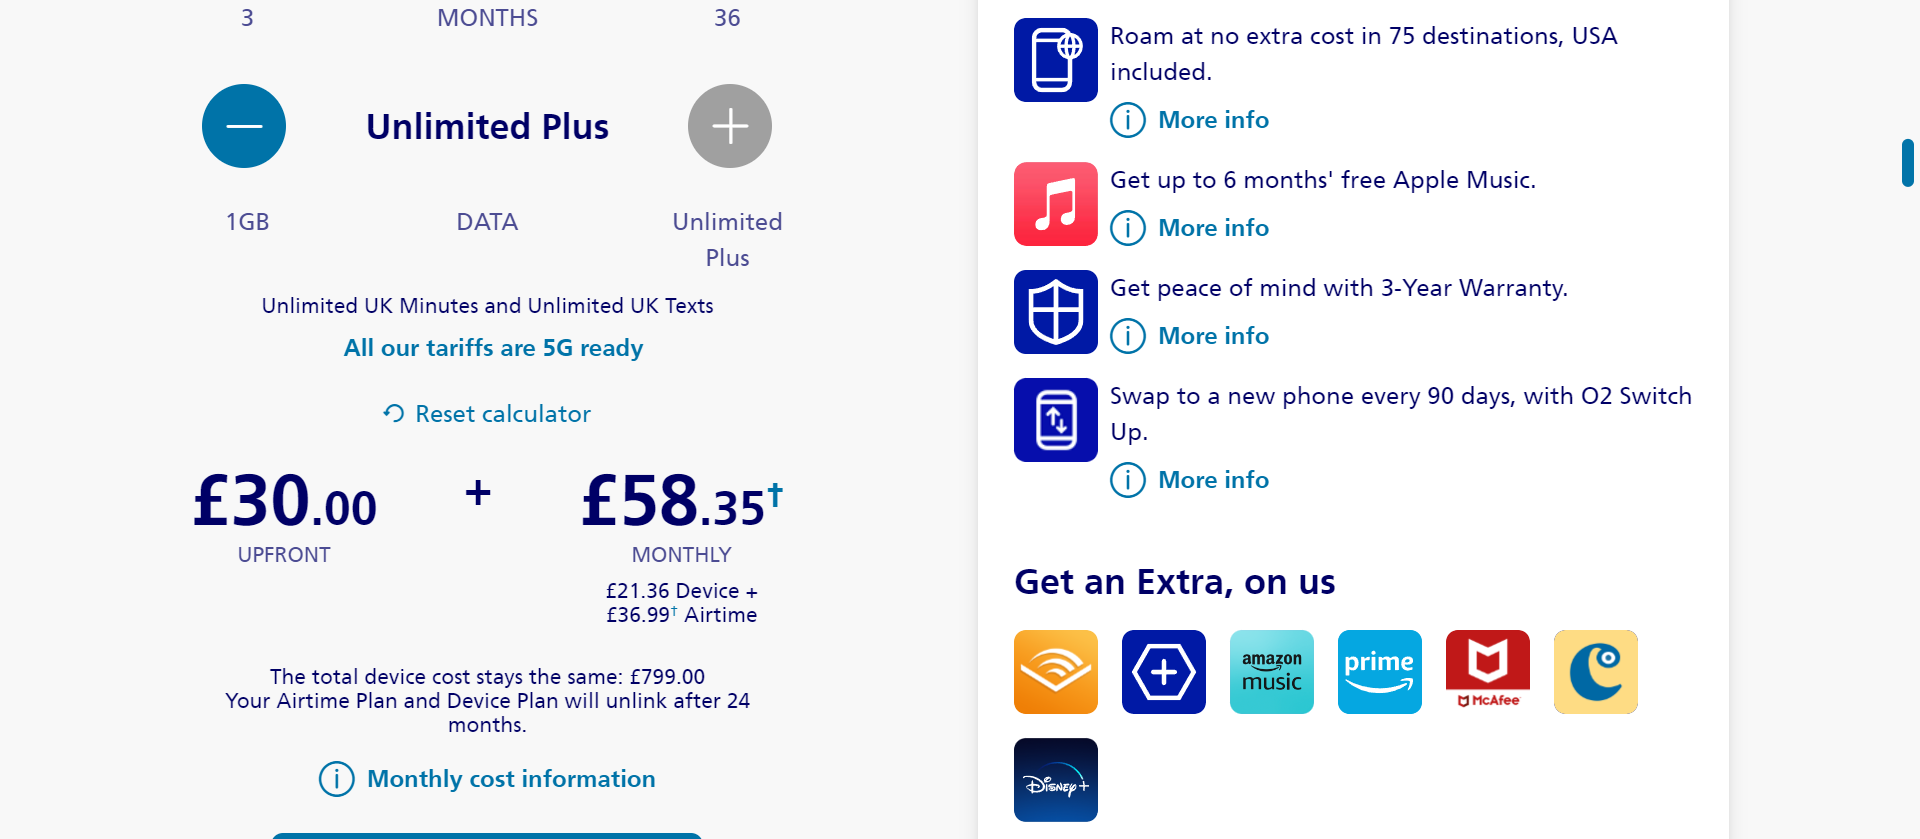 3 MONTHS 36
Unlimited Plus
1GB DATA Unlimited
Plus
Unlimited UK Minutes and Unlimited UK Texts
All our tariffs are 5G ready
Reset calculator
£30.00 + £58.35†
UPFRONT MONTHLY
£21.36 Device +
£36.99† Airtime
The total device cost stays the same: £799.00
Your Airtime Plan and Device Plan will unlink after 24
months.
Monthly cost information
Roam at no extra cost in 75 destinations, USA
included.
More info
Get up to 6 months' free Apple Music.
More info
Get peace of mind with 3-Year Warranty.
More info
Swap to a new phone every 90 days, with O2 Switch
Up.
More info
Get an Extra, on us
amazon
music
prime
McAfee
Disney+